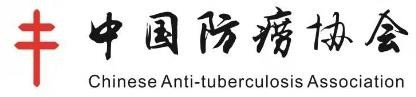 中国防痨协会
Chinese Anti-tuberculosis Association